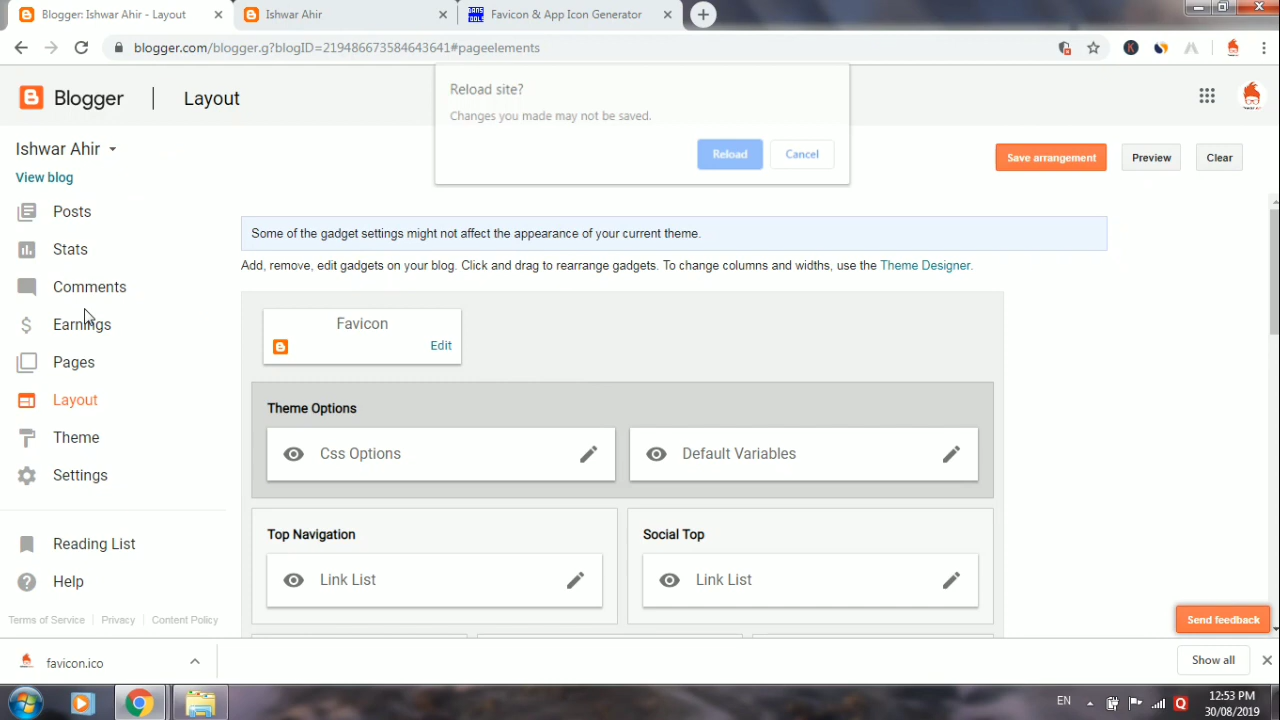 Blogger: Ishwar Ahir - Layout
Ishwar Ahir
Favicon & App Icon Generator
blogger.com/blogger.g?blogID=219486673584643641#pageelements
Reload site?
Changes you made may not be saved.
Reload
Cancel
Blogger
Layout
Ishwar Ahir
View blog
Save arrangement
Preview
Clear
Posts
Stats
Comments
Earnings
Pages
Layout
Theme
Settings
Reading List
Help
Terms of Service
Privacy
Content Policy
Some of the gadget settings might not affect the appearance of your current theme.
Add, remove, edit gadgets on your blog. Click and drag to rearrange gadgets. To change columns and widths, use the Theme Designer.
Favicon
Edit
Theme Options
Css Options
Default Variables
Top Navigation
Link List
Social Top
Link List
Send feedback
favicon.ico
Show all
EN
12:53 PM
30/08/2019